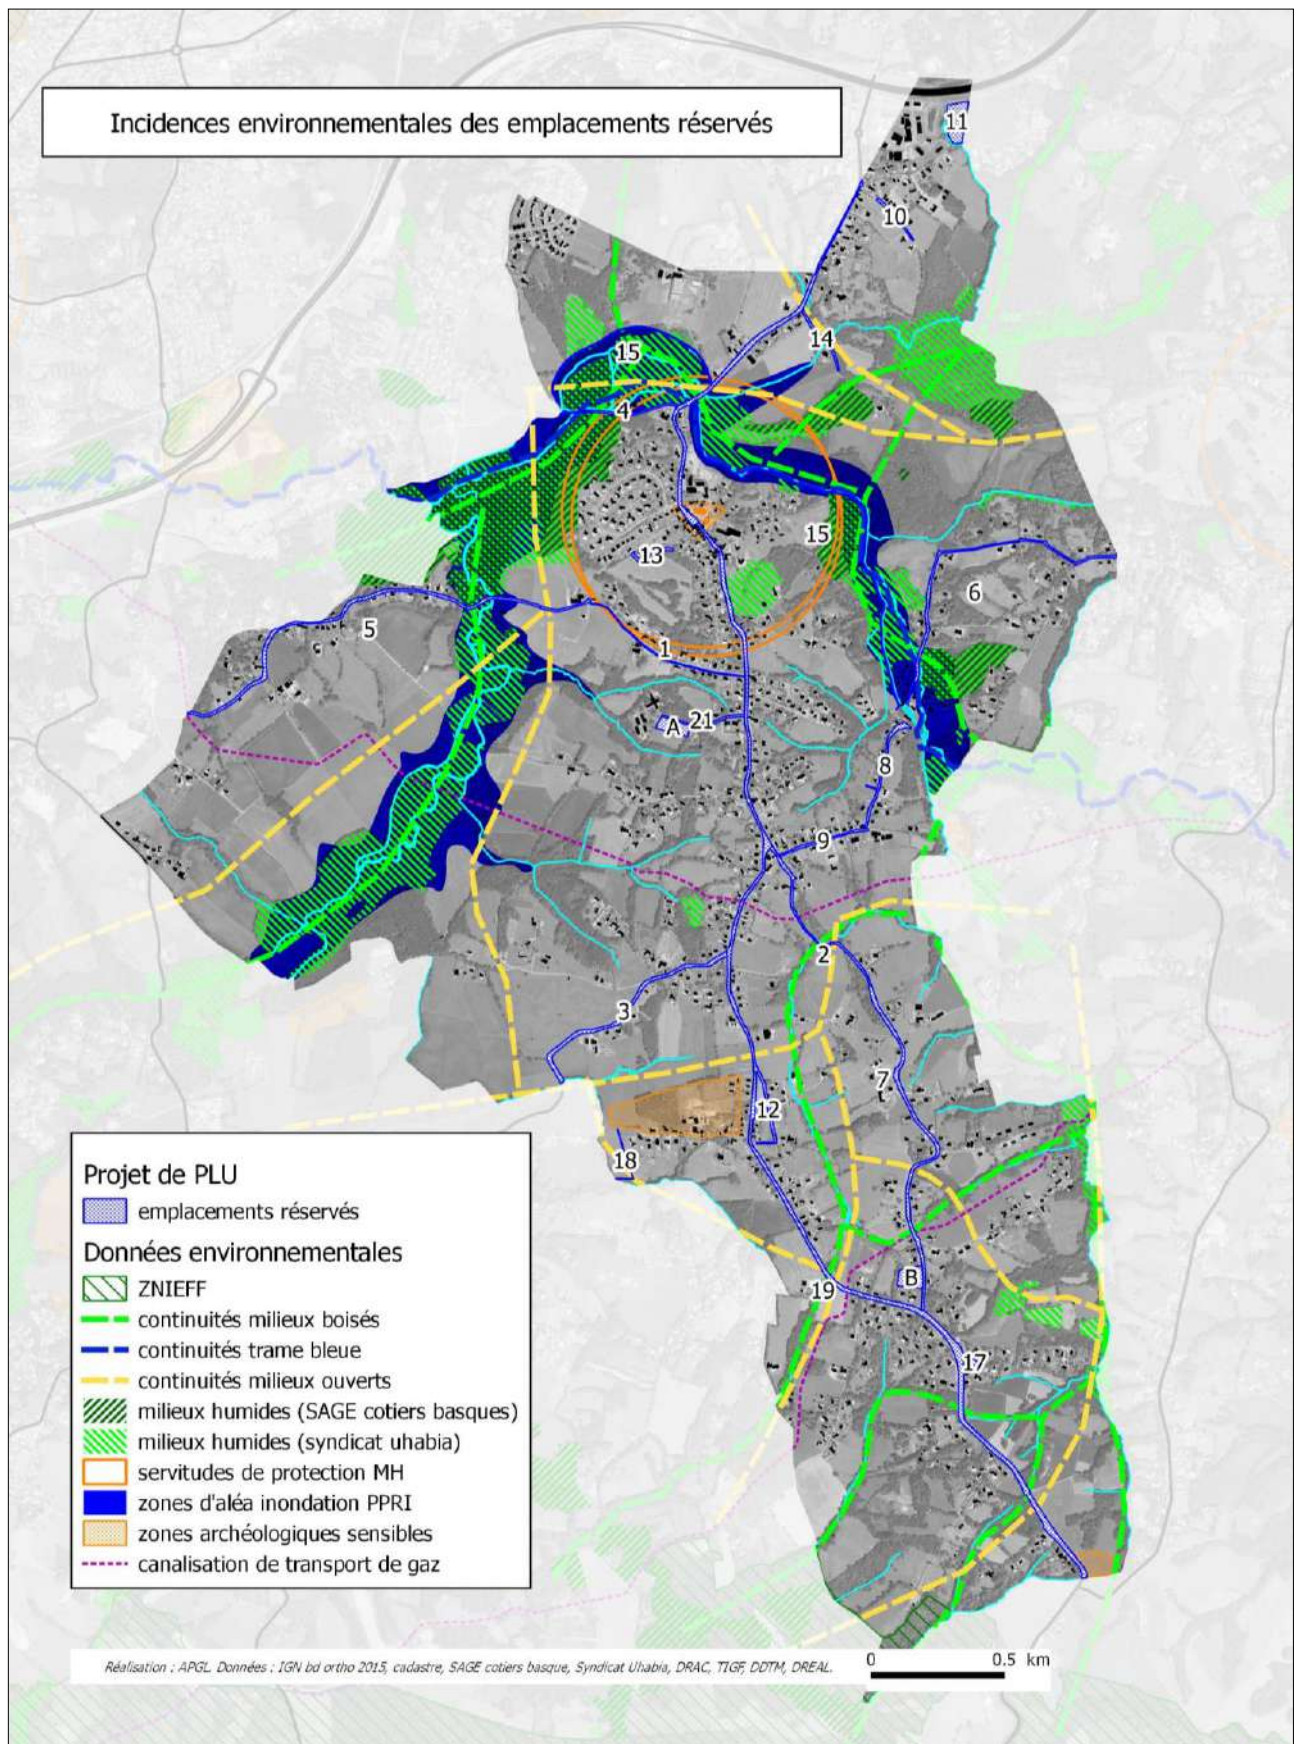 Incidences environnementales des emplacements réservés
11
10
14
15
4
15
13
6
5
1
A 21
8
9
2
3
7
12
18
B
19
17
Projet de PLU
emplacements réservés
Données environnementales
ZNIEFF
continuités milieux boisés
continuités trame bleue
continuités milieux ouverts
milieux humides (SAGE cotiers basques)
milieux humides (syndicat uhabia)
servitudes de protection MH
zones d'aléa inondation PPRI
zones archéologiques sensibles
canalisation de transport de gaz
Réalisation : APGL. Données : IGN bd ortho 2015, cadastre, SAGE cotiers basque, Syndicat Uhabia, DRAC, TIGF, DDTM, DREAL.
0 0.5 km